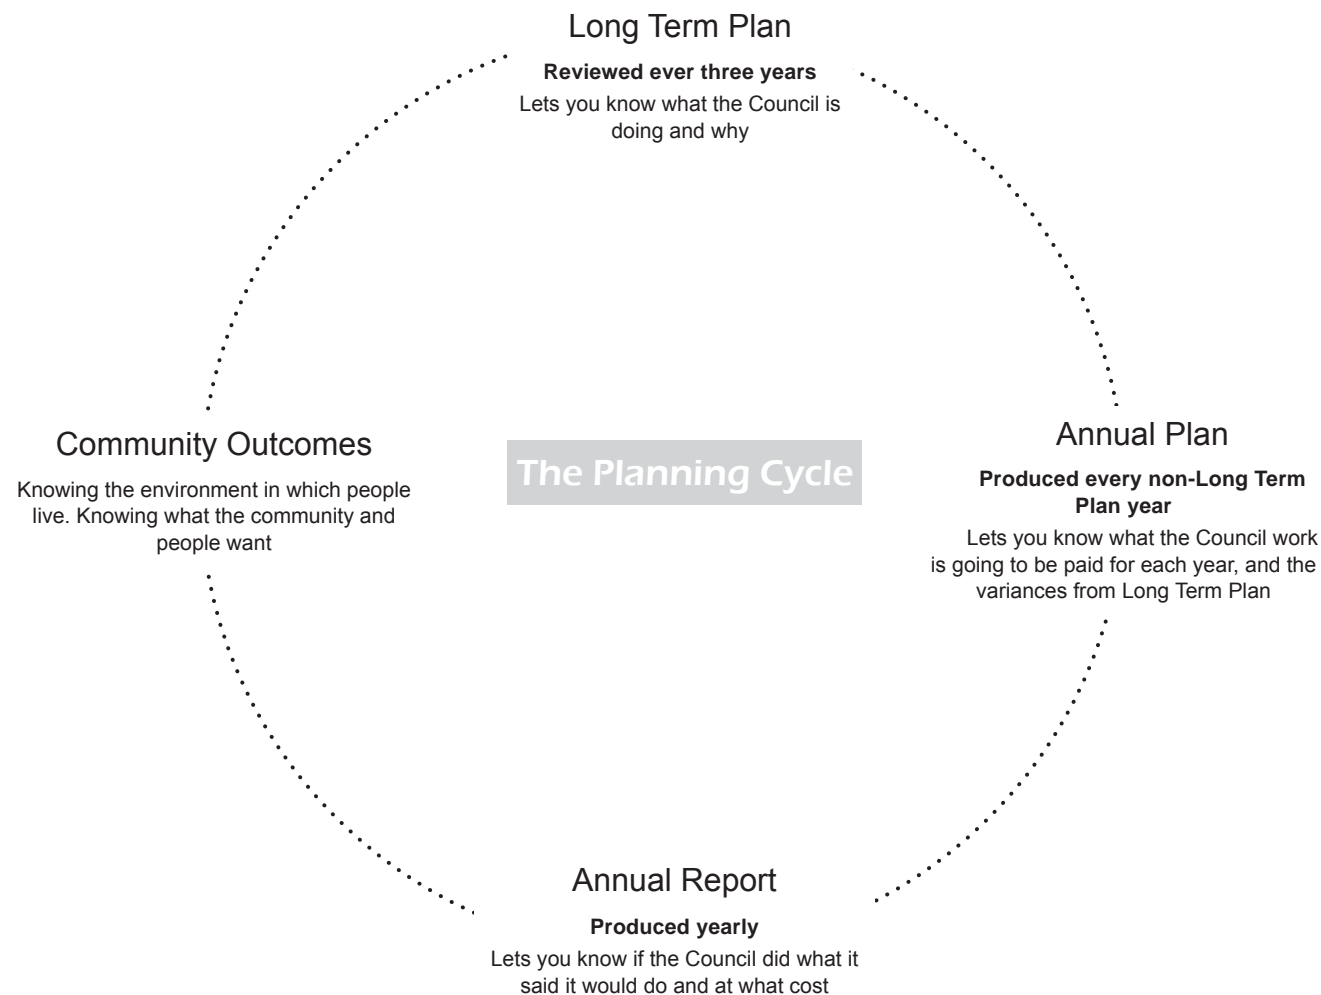 Long Term Plan
Reviewed ever three years
Lets you know what the Council is
doing and why
Community Outcomes
Knowing the environment in which people
live. Knowing what the community and
people want
The Planning Cycle
Annual Plan
Produced every non-Long Term
Plan year
Lets you know what the Council work
is going to be paid for each year, and the
variances from Long Term Plan
Annual Report
Produced yearly
Lets you know if the Council did what it
said it would do and at what cost